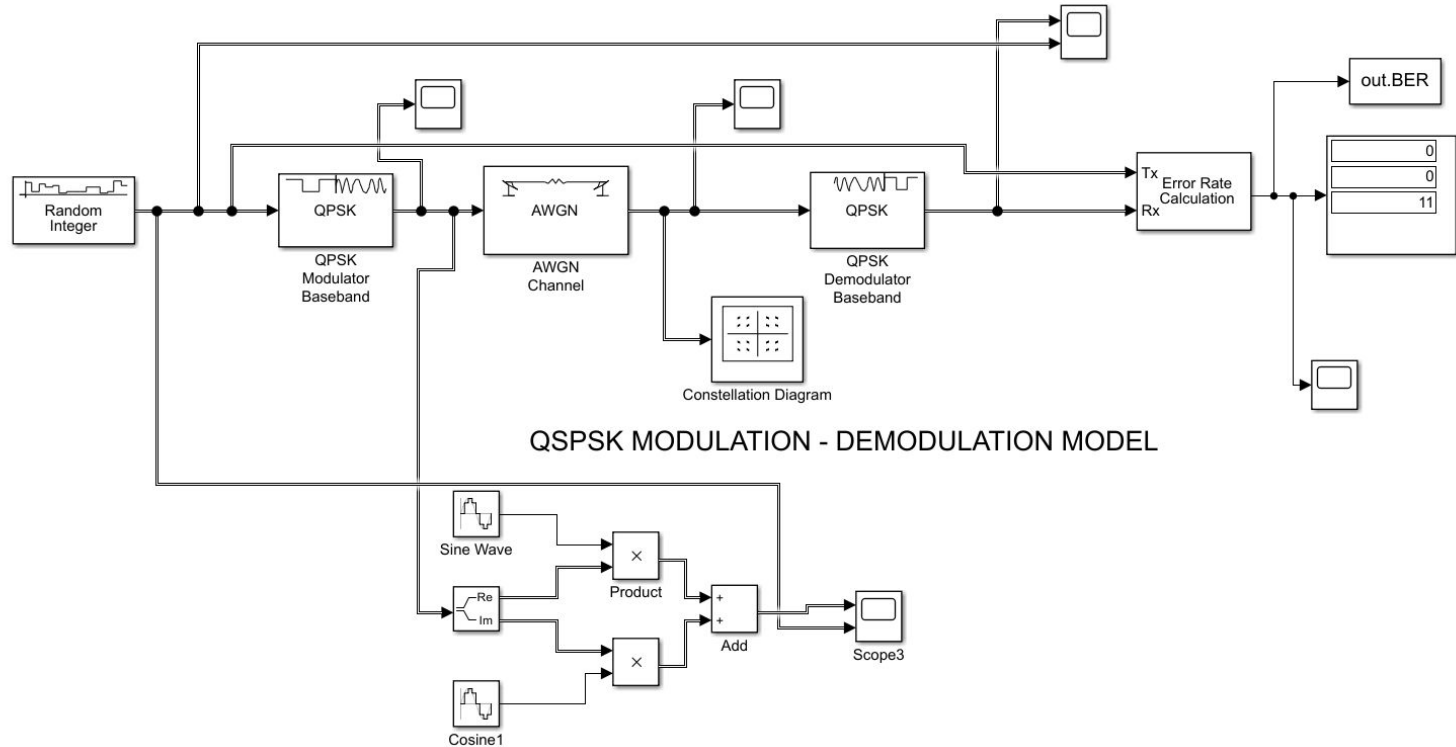 out.BER
0
0
11
Tx
Error Rate
Calculation
Rx
Random
Integer
QPSK
QPSK
Modulator
Baseband
AWGN
AWGN
Channel
QPSK
QPSK
Demodulator
Baseband
Constellation Diagram
QSPSK MODULATION - DEMODULATION MODEL
Sine Wave
×
Product
Re
Im
+
+
Add
Scope3
×
Cosine1